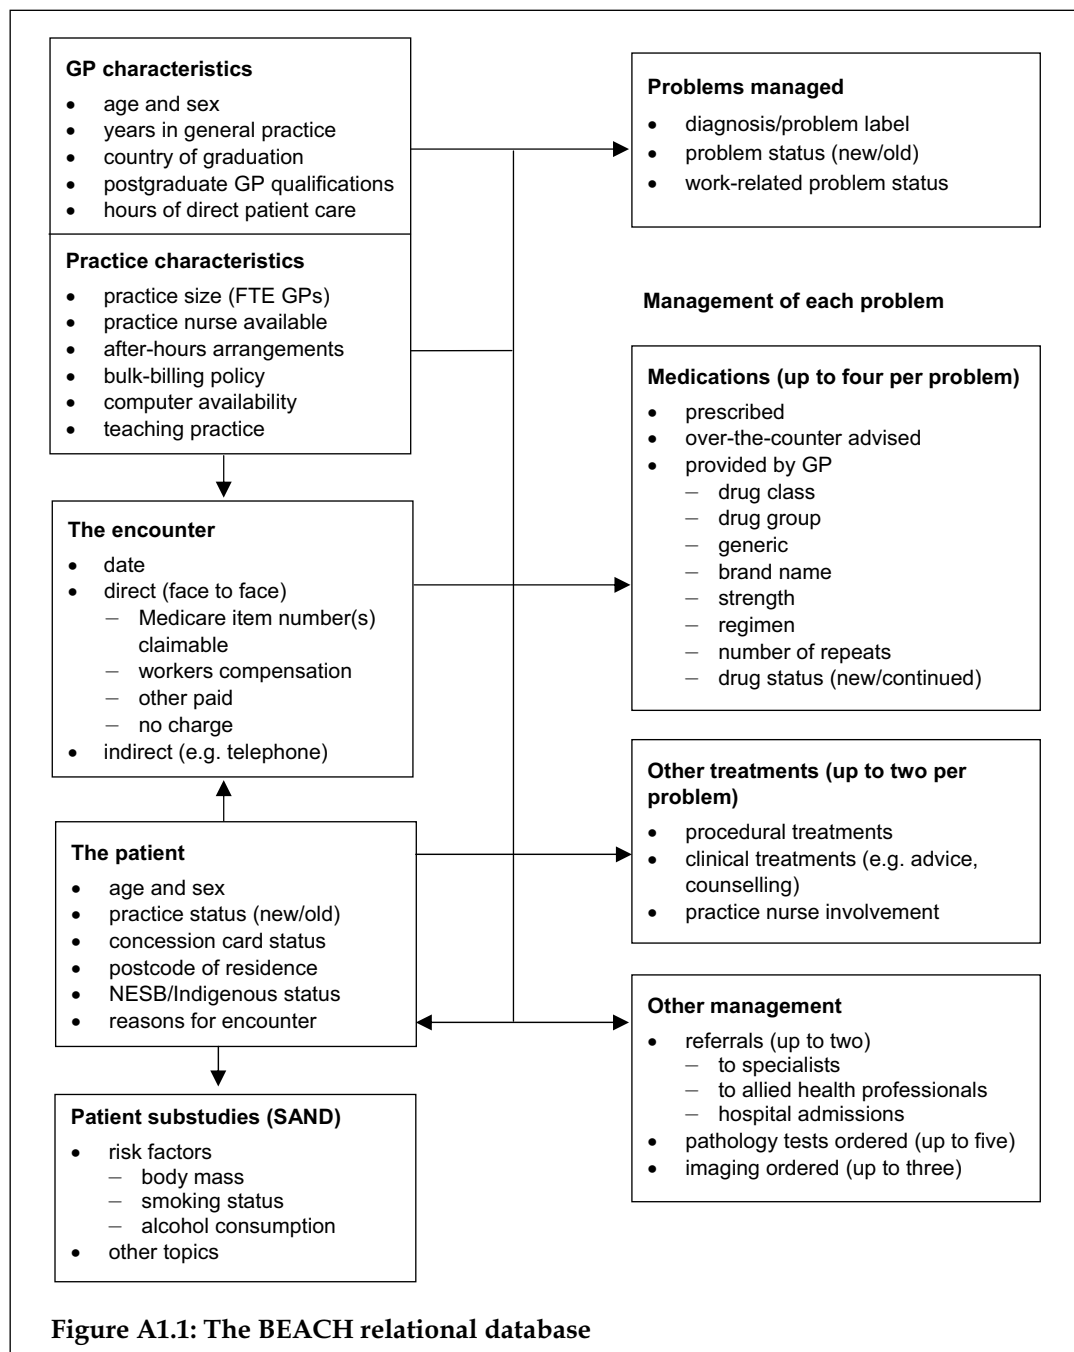 GP characteristics
• age and sex
• years in general practice
• country of graduation
• postgraduate GP qualifications
• hours of direct patient care
Practice characteristics
• practice size (FTE GPs)
• practice nurse available
• after-hours arrangements
• bulk-billing policy
• computer availability
• teaching practice
The encounter
• date
• direct (face to face)
– Medicare item number(s)
claimable
– workers compensation
– other paid
– no charge
• indirect (e.g. telephone)
The patient
• age and sex
• practice status (new/old)
• concession card status
• postcode of residence
• NESB/Indigenous status
• reasons for encounter
Patient substudies (SAND)
• risk factors
– body mass
– smoking status
– alcohol consumption
• other topics
Problems managed
• diagnosis/problem label
• problem status (new/old)
• work-related problem status
Management of each problem
Medications (up to four per problem)
• prescribed
• over-the-counter advised
• provided by GP
– drug class
– drug group
– generic
– brand name
– strength
– regimen
– number of repeats
– drug status (new/continued)
Other treatments (up to two per
problem)
• procedural treatments
• clinical treatments (e.g. advice,
counselling)
• practice nurse involvement
Other management
• referrals (up to two)
– to specialists
– to allied health professionals
– hospital admissions
• pathology tests ordered (up to five)
• imaging ordered (up to three)
Figure A1.1: The BEACH relational database